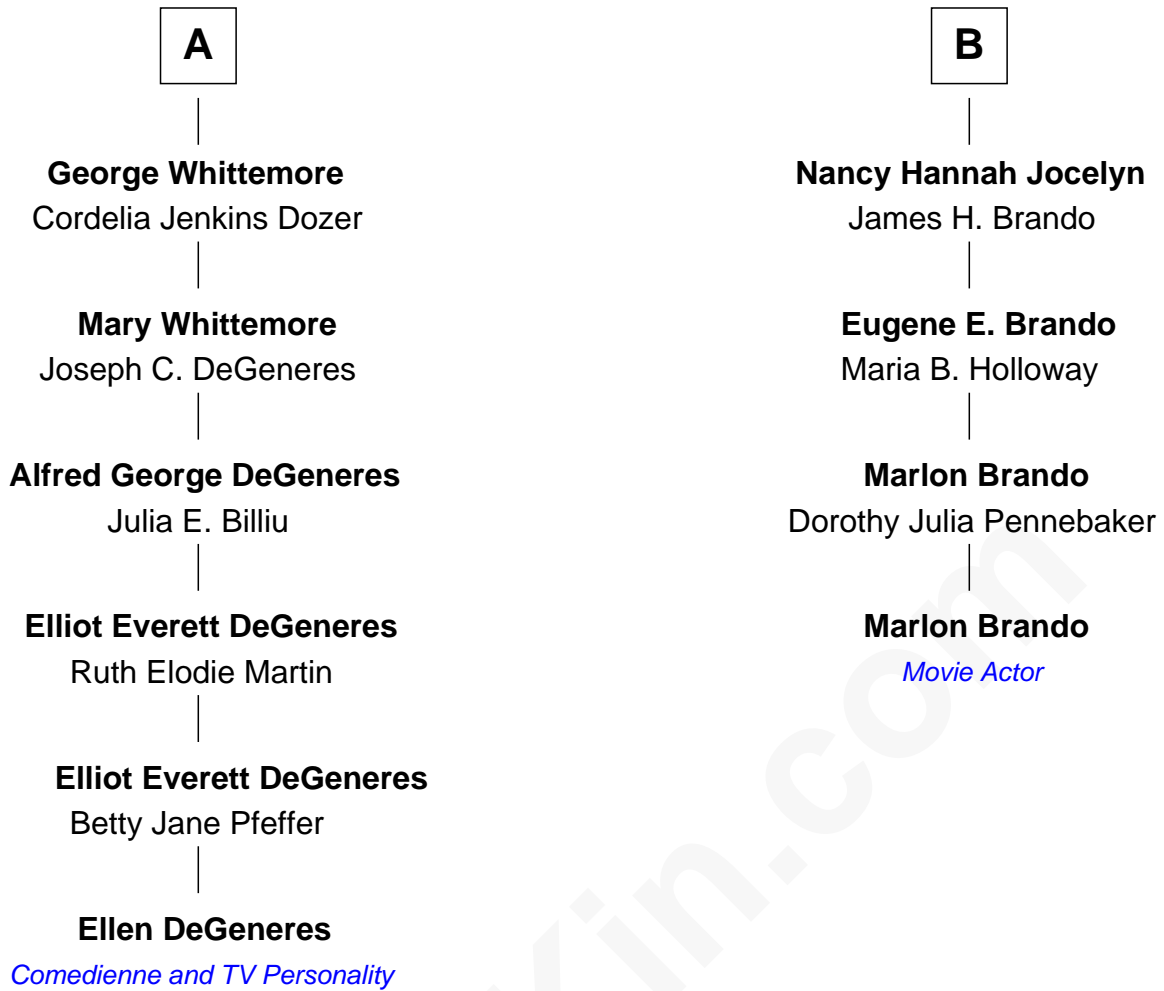 A
George Whittemore
Cordelia Jenkins Dozer
Mary Whittemore
Joseph C. DeGeneres
Alfred George DeGeneres
Julia E. Billiu
Elliot Everett DeGeneres
Ruth Elodie Martin
Elliot Everett DeGeneres
Betty Jane Pfeffer
Ellen DeGeneres
Comedienne and TV Personality
B
Nancy Hannah Jocelyn
James H. Brando
Eugene E. Brando
Maria B. Holloway
Marlon Brando
Dorothy Julia Pennebaker
Marlon Brando
Movie Actor